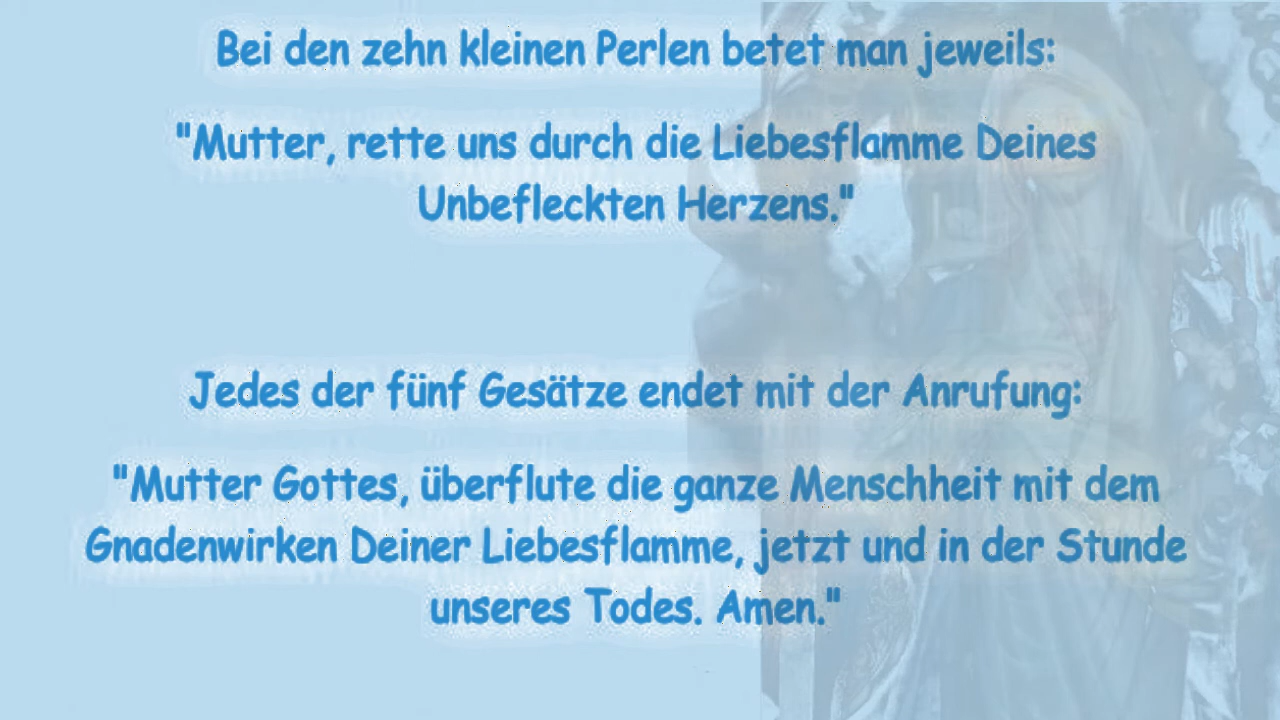 Bei den zehn kleinen Perlen betet man jeweils:
"Mutter, rette uns durch die Liebesflamme Deines
Unbefleckten Herzens."
Jedes der fünf Gesätze endet mit der Anrufung:
"Mutter Gottes, überflute die ganze Menschheit mit dem
Gnadenwirken Deiner Liebesflamme, jetzt und in der Stunde
unseres Todes. Amen."